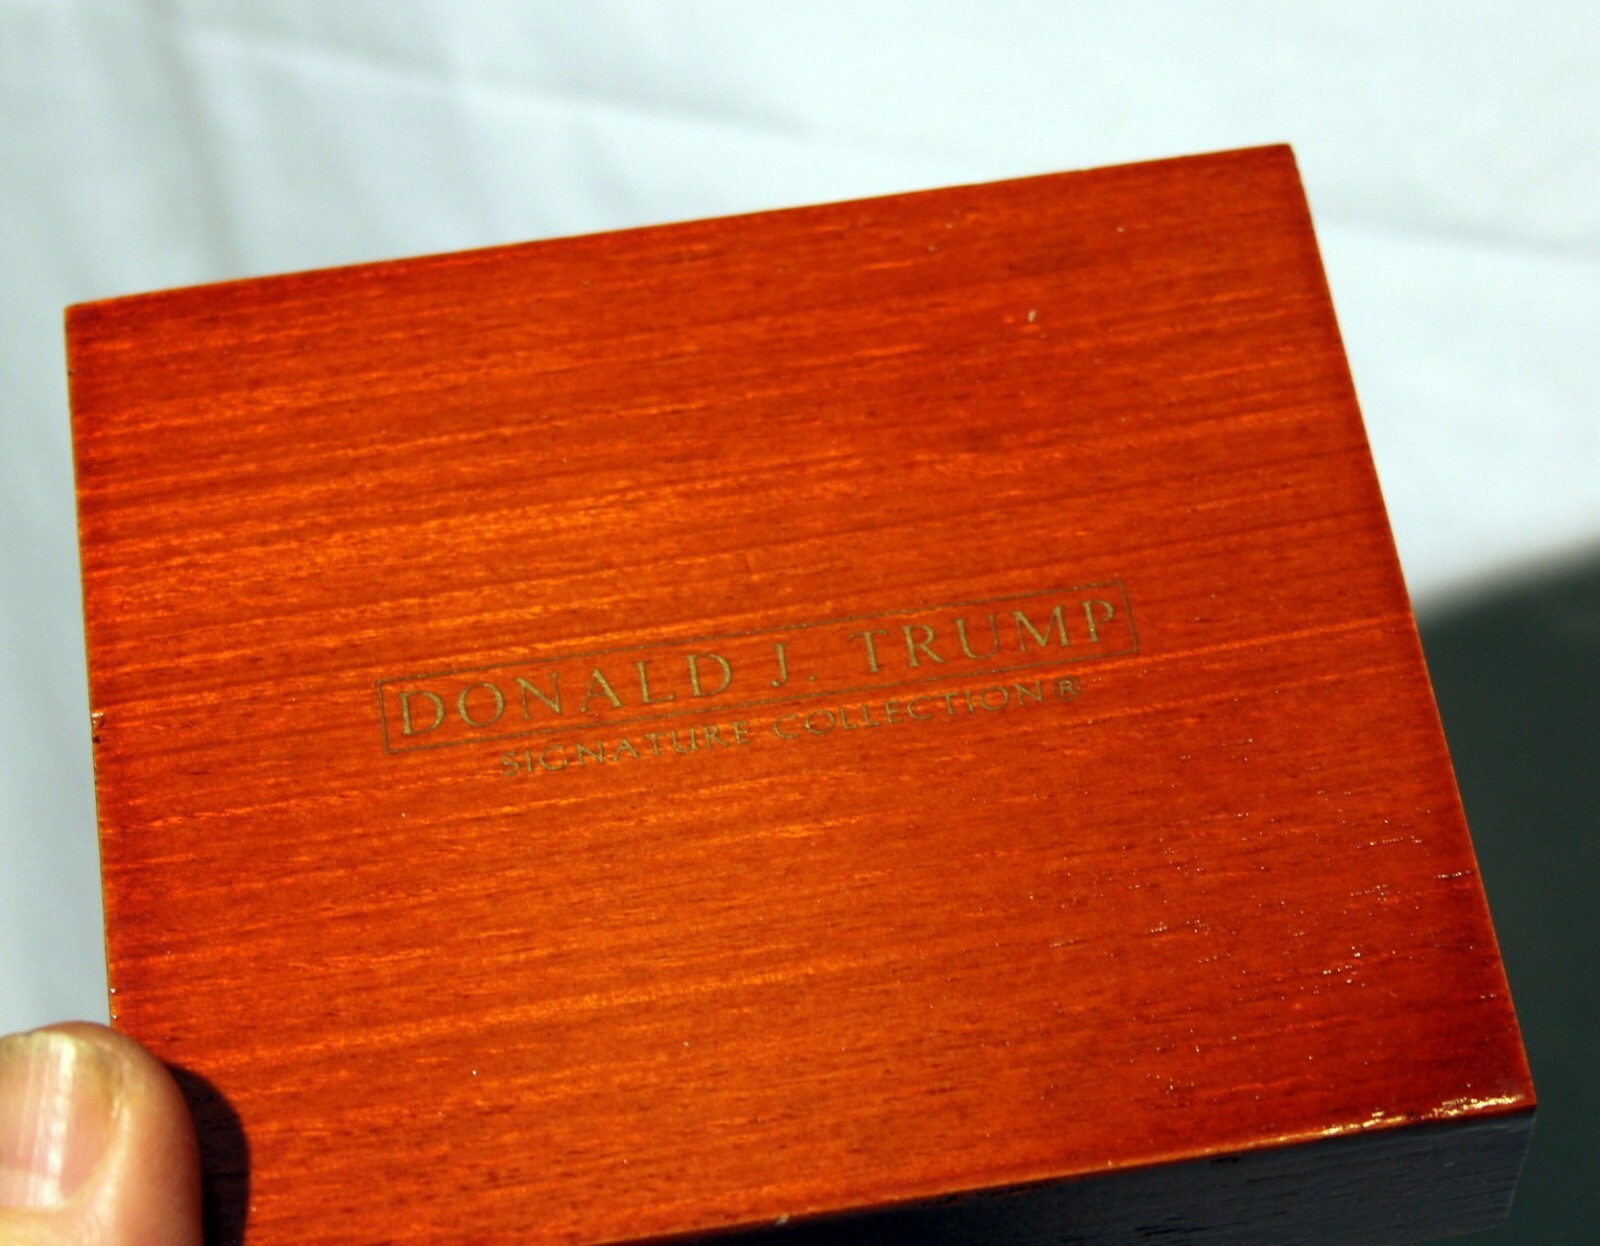 DONALD J. TRUMP
SIGNATURE COLLECTION®